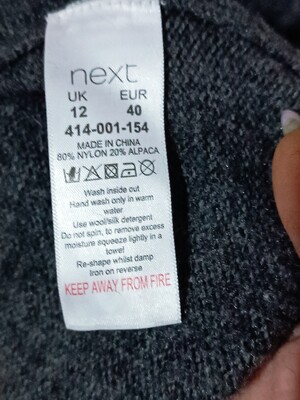 next
UK EUR
12 40
414-001-154
MADE IN CHINA
80% NYLON 20% ALPACA
Wash inside out
Hand wash only in warm
water
Use wool/silk detergent
Do not spin, to remove excess
moisture squeeze lightly in a
towel
Re-shape whilst damp
Iron on reverse
KEEP AWAY FROM FIRE